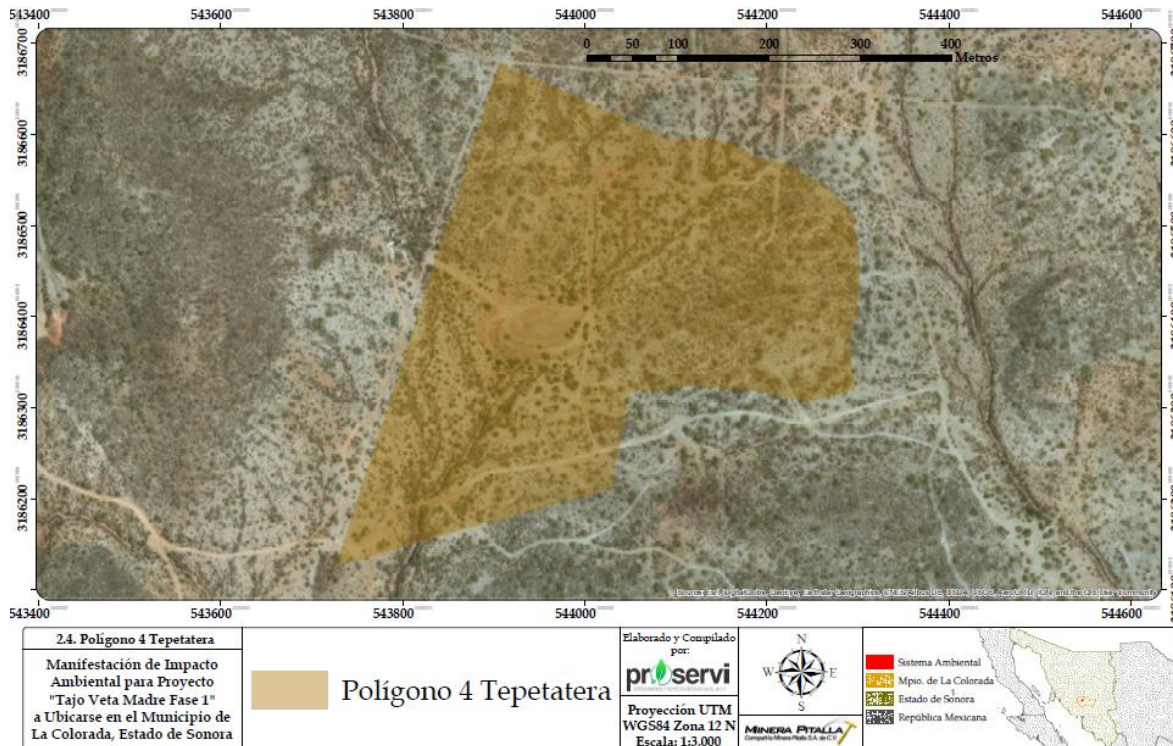 543400 543600 543800 544000 544200 544400 544600
0 50 100 200 300 400
Metros
3186700
3186600
3186500
3186400
3186300
3186200
543400 543600 543800 544000 544200 544400 544600
2.4. Polígono 4 Tepetatera
Manifestación de Impacto
Ambiental para Proyecto
"Tajo Veta Madre Fase 1"
a Ubicarse en el Municipio de
La Colorada, Estado de Sonora
Polígono 4 Tepetatera
Elaborado y Compilado
por:
proservi
Proyección UTM
WGS84 Zona 12 N
Escala: 1:3,000
N
W E
S
MINERA PITALLA
Compañía Minera Pitalla S.A. de C.V.
Sistema Ambiental
Mpio. de La Colorada
Estado de Sonora
República Mexicana